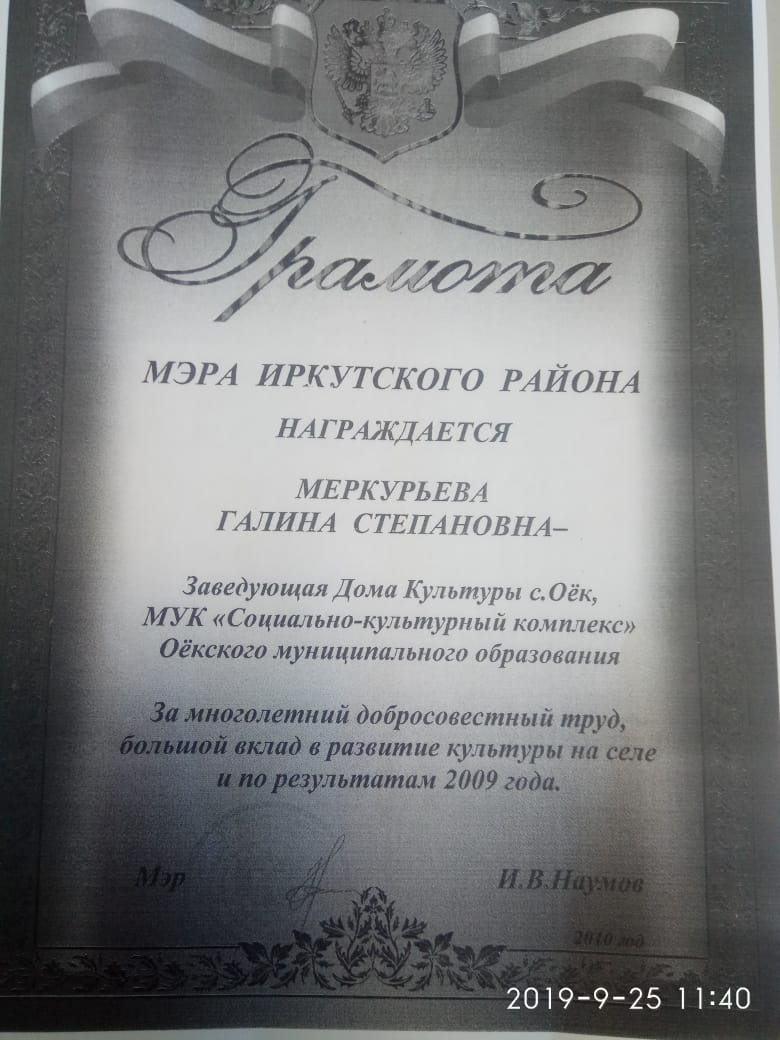 Грамота
МЭРА ИРКУТСКОГО РАЙОНА
НАГРАЖДАЕТСЯ
МЕРКУРЬЕВА
ГАЛИНА СТЕПАНОВНА–
Заведующая Дома Культуры с.Оёк,
МУК «Социально-культурный комплекс»
Оёкского муниципального образования
За многолетний добросовестный труд,
большой вклад в развитие культуры на селе
и по результатам 2009 года.
Мэр И.В.Наумов
2010 год
2019-9-25 11:40